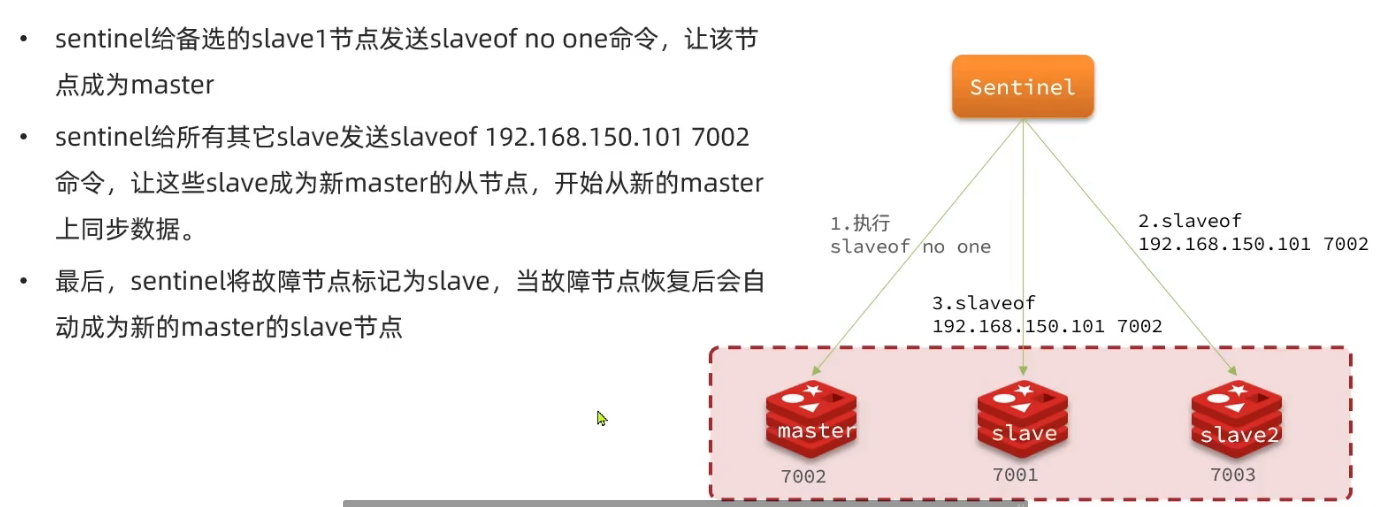 • sentinel给备选的slave1节点发送slaveof no one命令，让该节
点成为master
• sentinel给所有其它slave发送slaveof 192.168.150.101 7002
命令，让这些slave成为新master的从节点，开始从新的master
上同步数据。
• 最后，sentinel将故障节点标记为slave，当故障节点恢复后会自
动成为新的master的slave节点
Sentinel
1.执行
slaveof no one
2.slaveof
192.168.150.101 7002
3.slaveof
192.168.150.101 7002
master
slave
slave2
7002
7001
7003